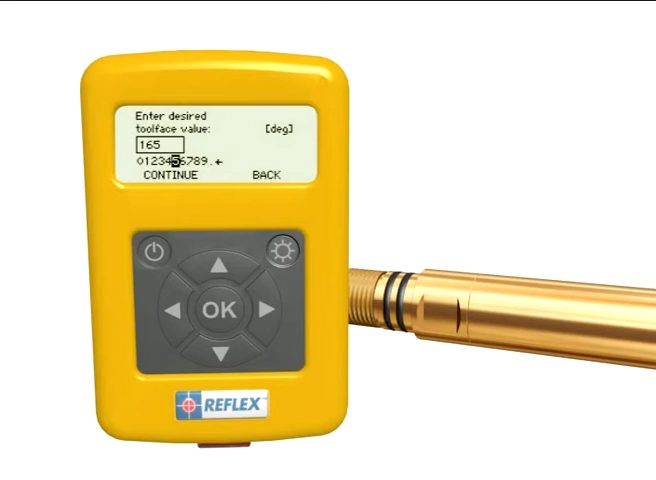 Enter desired
toolface value: [deg]
165
0123456789.←
CONTINUE BACK
OK
REFLEX